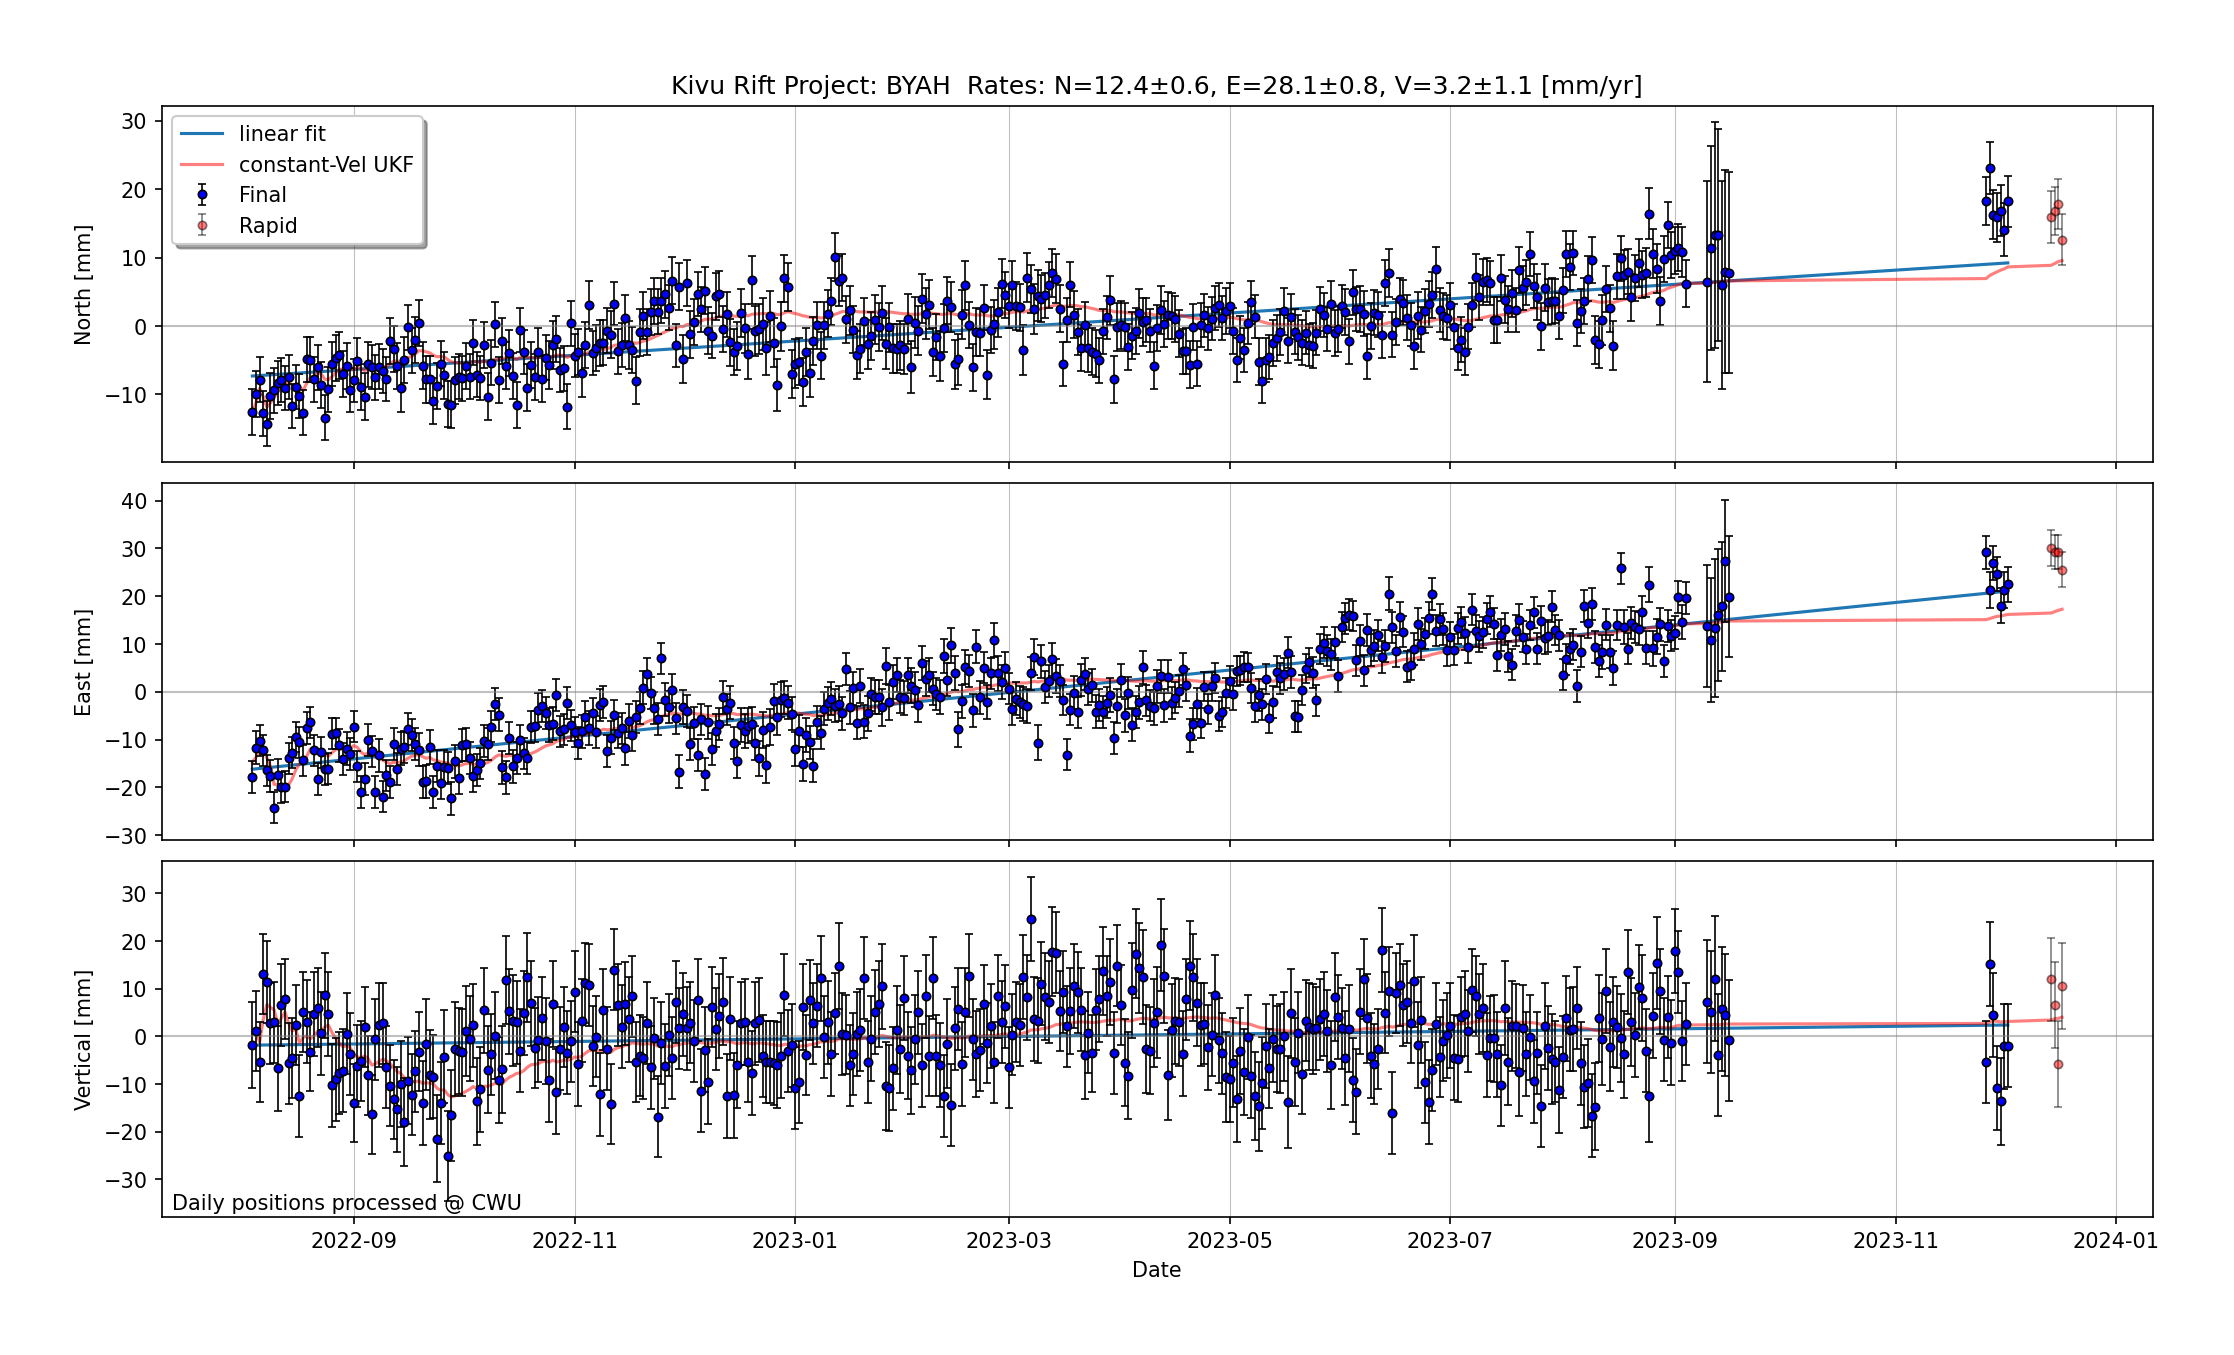 Kivu Rift Project: BYAH  Rates: N=12.4±0.6, E=28.1±0.8, V=3.2±1.1 [mm/yr]
linear fit
constant-Vel UKF
Final
Rapid
North [mm]
30
20
10
0
−10
East [mm]
40
30
20
10
0
−10
−20
−30
Vertical [mm]
30
20
10
0
−10
−20
−30
Daily positions processed @ CWU
2022-09 2022-11 2023-01 2023-03 2023-05 2023-07 2023-09 2023-11 2024-01
Date